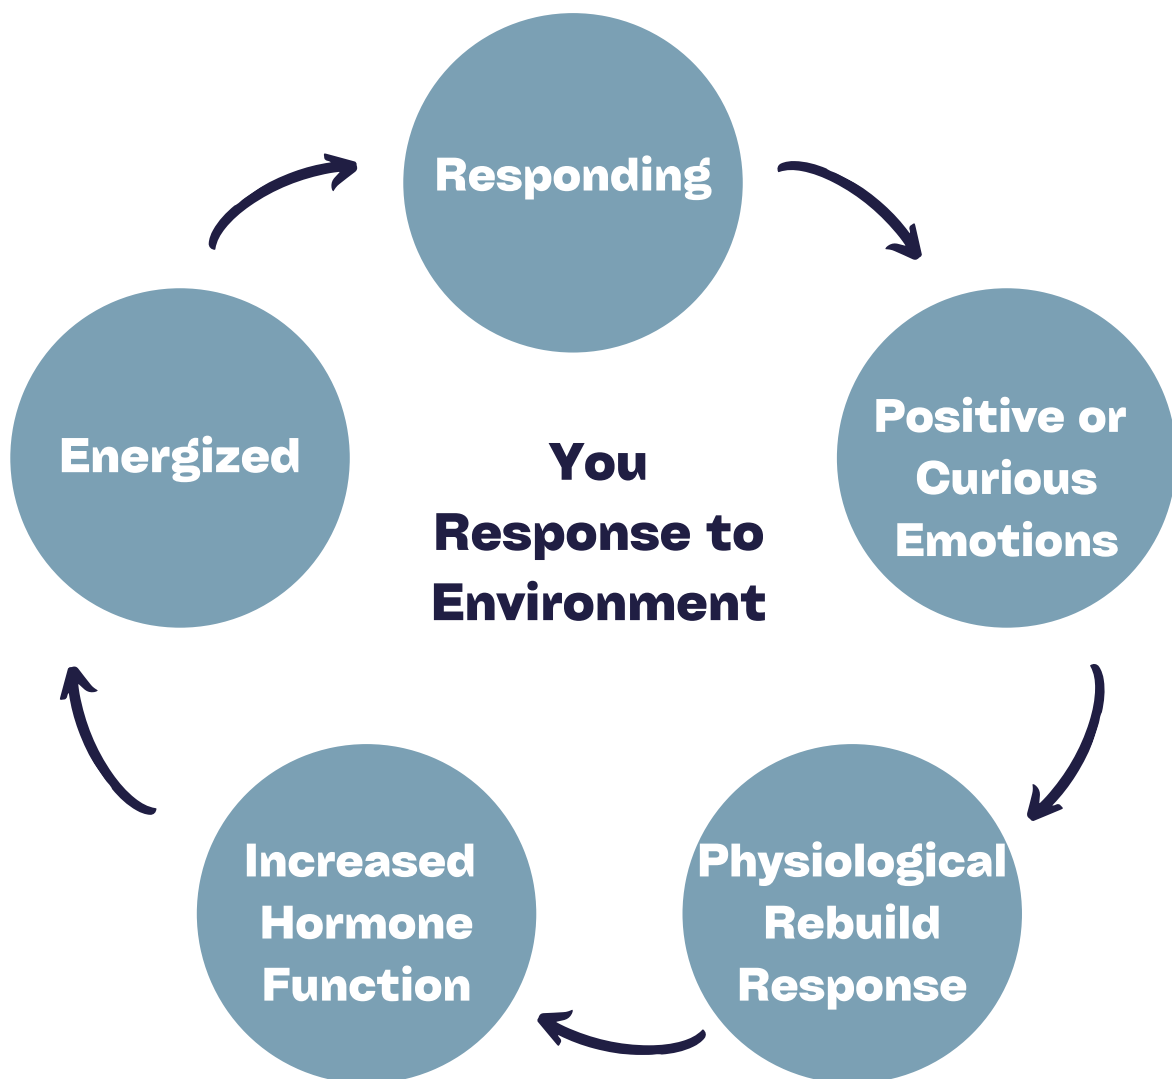 Responding
Positive or
Curious
Emotions
Physiological
Rebuild
Response
Increased
Hormone
Function
Energized
You
Response to
Environment